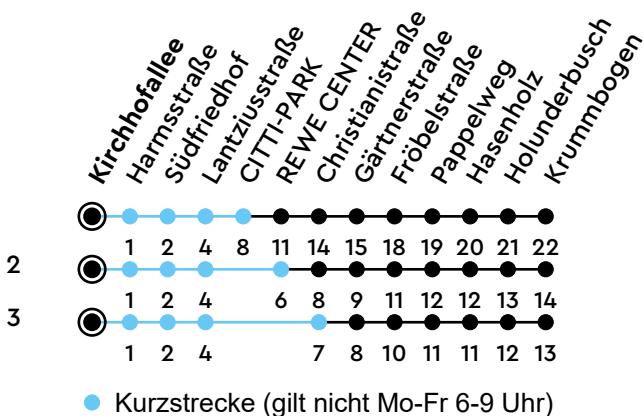 Kirchhofallee
Harmsstraße
Südfriedhof
Lantziusstraße
CITTI-PARK
REWE CENTER
Christianistraße
Gärtnerstraße
Fröbelstraße
Pappelweg
Hasenholz
Holunderbusch
Krummbogen
1 2 4 8 11 14 15 18 19 20 21 22
2
1 2 4 6 8 9 11 12 12 13 14
3
1 2 4 7 8 10 11 11 12 13
Kurzstrecke (gilt nicht Mo-Fr 6-9 Uhr)